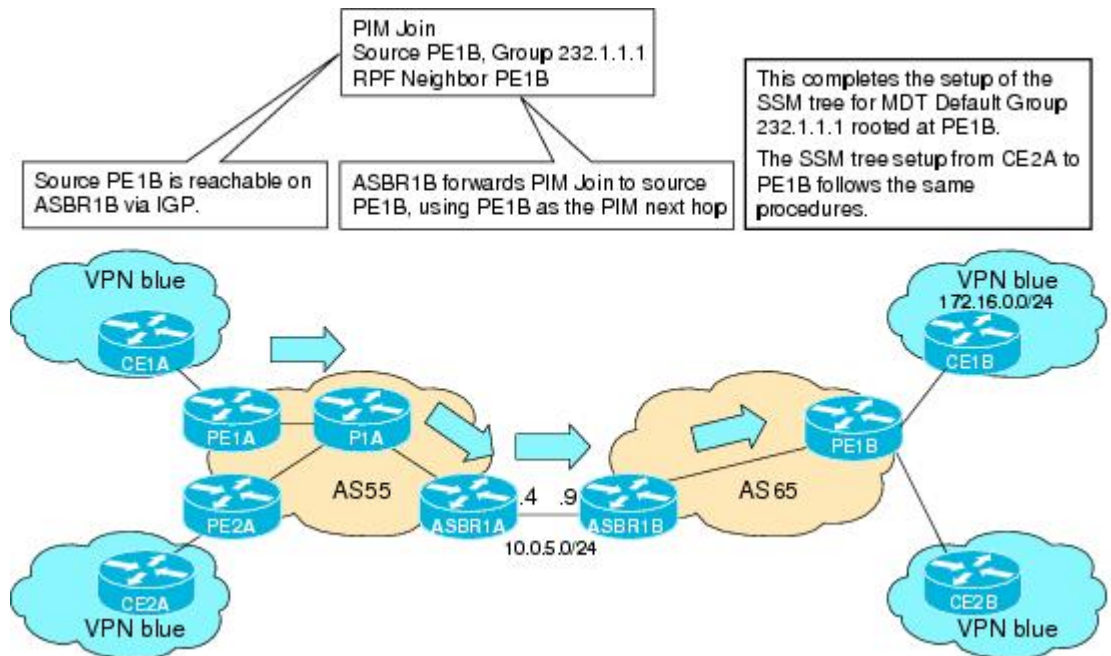 PIM Join
Source PE1B, Group 232.1.1.1
RPF Neighbor PE1B
This completes the setup of the
SSM tree for MDT Default Group
232.1.1.1 rooted at PE1B.
The SSM tree setup from CE2A to
PE1B follows the same
procedures.
Source PE1B is reachable on
ASBR1B via IGP.
ASBR1B forwards PIM Join to source
PE1B, using PE1B as the PIM next hop
VPN blue
CE1A
VPN blue
172.16.0.0/24
CE1B
PE1A
P1A
PE1B
AS55
AS65
PE2A
ASBR1A
.4
.9
ASBR1B
10.0.5.0/24
CE2A
VPN blue
CE2B
VPN blue